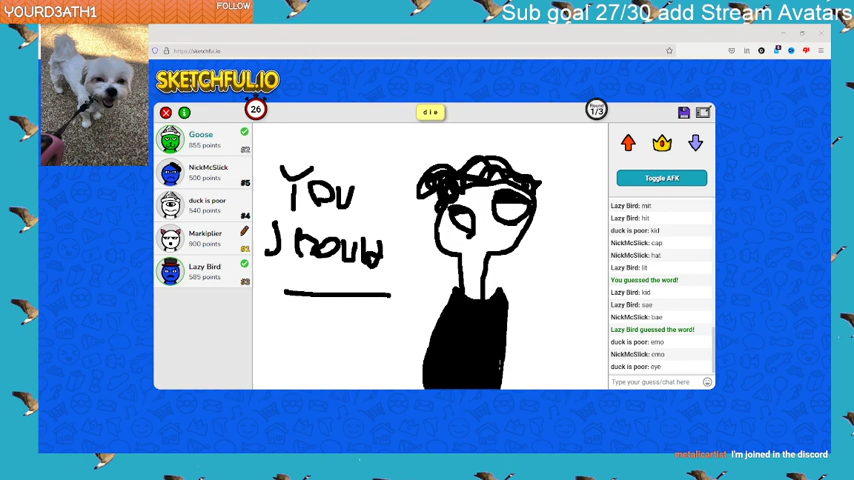 YOURD3ATH1
FOLLOW
Sub goal 27/30 add Stream Avatars
https://sketchful.io
SKETCHFUL.IO
26
die
Round
1/3
Goose
855 points
#2
NickMcSlick
500 points
#5
duck is poor
540 points
#4
Markiplier
900 points
#1
Lazy Bird
585 points
#3
You
should
Toggle AFK
Lazy Bird: mit
Lazy Bird: hit
duck is poor: kid
NickMcSlick: cap
NickMcSlick: hat
Lazy Bird: lit
You guessed the word!
Lazy Bird: kid
Lazy Bird: sae
NickMcSlick: bae
Lazy Bird guessed the word!
duck is poor: emo
NickMcSlick: emo
duck is poor: eye
Type your guess/chat here
metalicartist: I'm joined in the discord